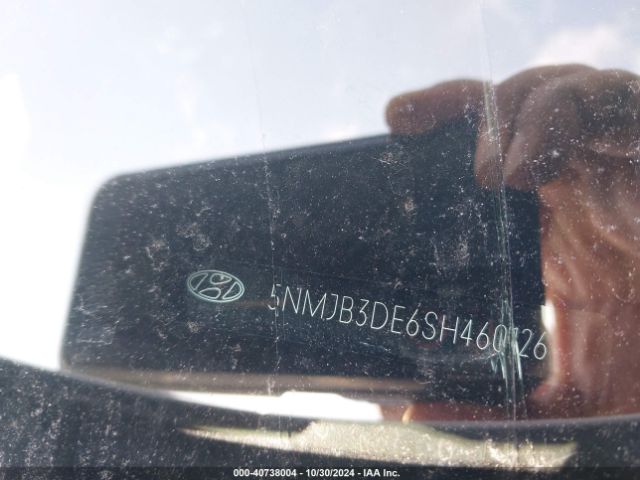 5NMJB3DE6SH460126
000-40738004 • 10/30/2024 • IAA Inc.